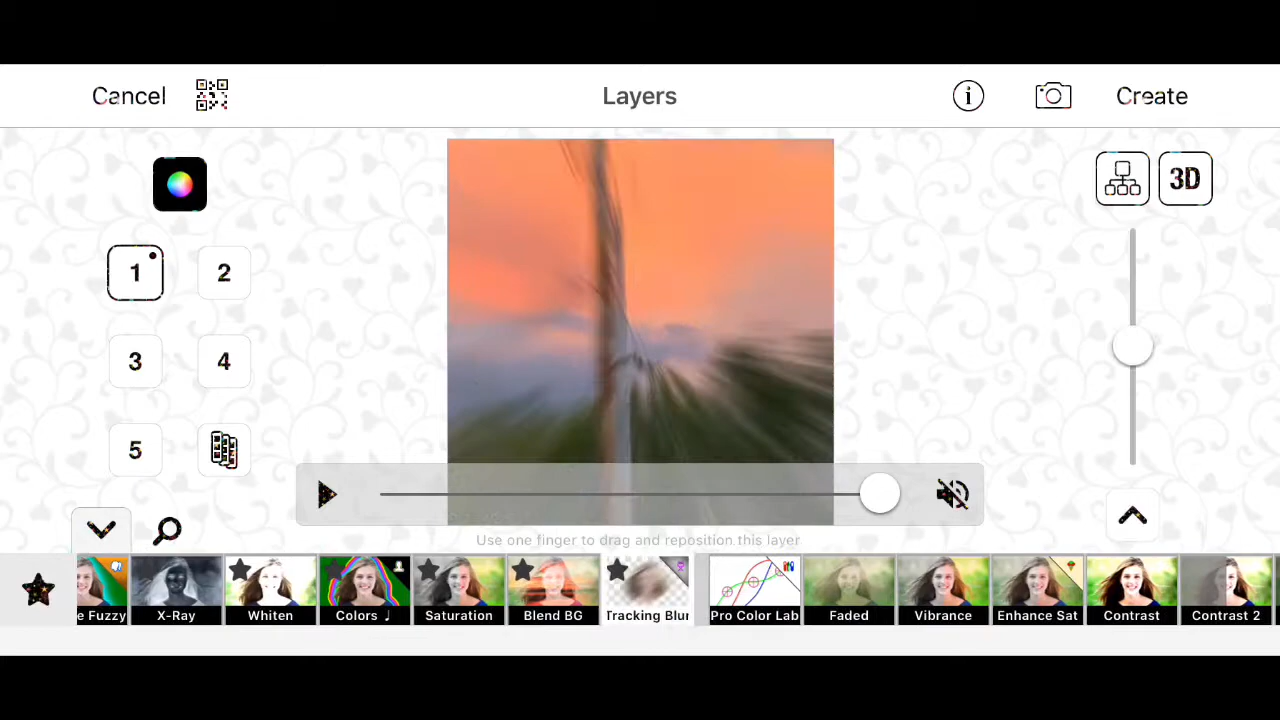 Cancel
Layers
i
Create
3D
1
2
3
4
5
Use one finger to drag and reposition this layer
e Fuzzy
X-Ray
Whiten
Colors ♩
Saturation
Blend BG
Tracking Blur
Pro Color Lab
Faded
Vibrance
Enhance Sat
Contrast
Contrast 2